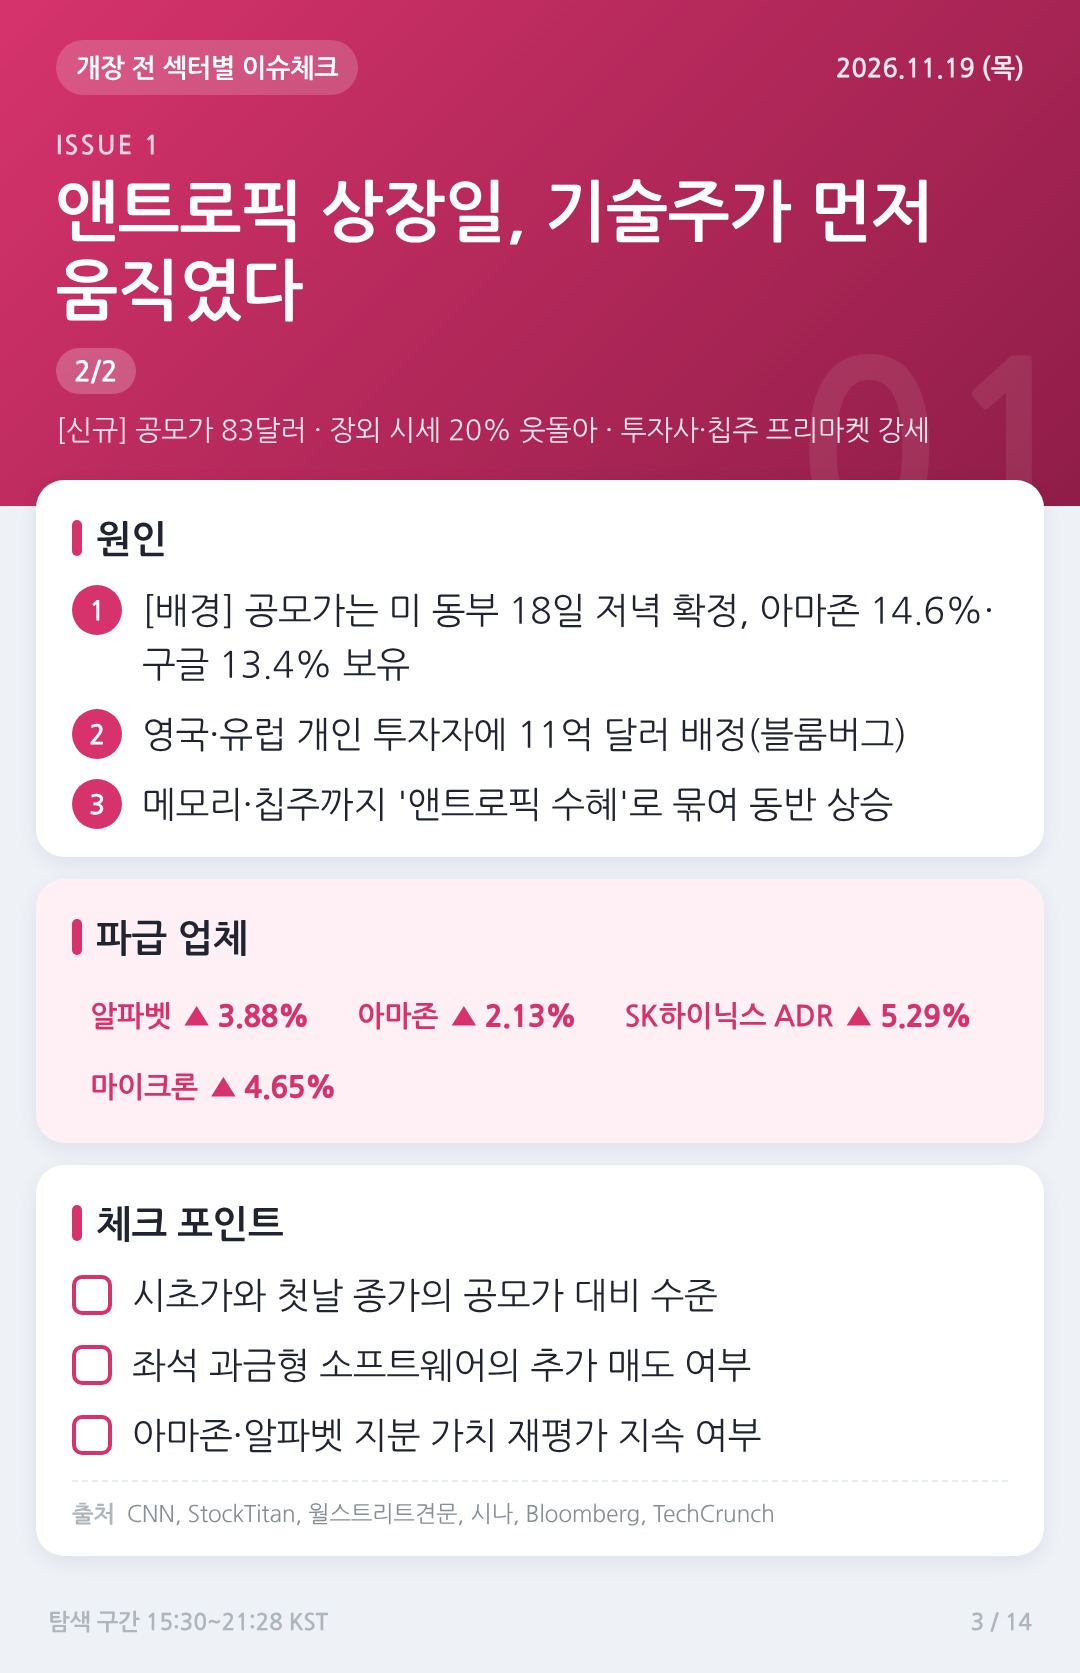 개장 전 섹터별 이슈체크
2026.11.19 (목)
ISSUE 1
앤트로픽 상장일, 기술주가 먼저
움직였다
2/2
[신규] 공모가 83달러 · 장외 시세 20% 웃돌아 · 투자사·칩주 프리마켓 강세
01
원인
1 [배경] 공모가는 미 동부 18일 저녁 확정, 아마존 14.6%·
구글 13.4% 보유
2 영국·유럽 개인 투자자에 11억 달러 배정(블룸버그)
3 메모리·칩주까지 '앤트로픽 수혜'로 묶여 동반 상승
파급 업체
알파벳 ▲ 3.88% 아마존 ▲ 2.13% SK하이닉스 ADR ▲ 5.29%
마이크론 ▲ 4.65%
체크 포인트
시초가와 첫날 종가의 공모가 대비 수준
좌석 과금형 소프트웨어의 추가 매도 여부
아마존·알파벳 지분 가치 재평가 지속 여부
출처 CNN, StockTitan, 월스트리트견문, 시나, Bloomberg, TechCrunch
탐색 구간 15:30~21:28 KST
3 / 14